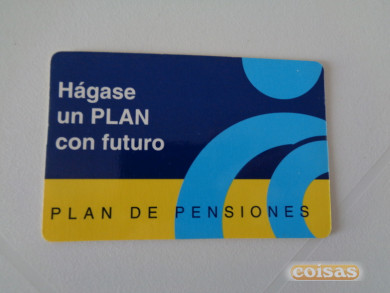 Hágase
un PLAN
con futuro
PLAN DE PENSIONES
coisas